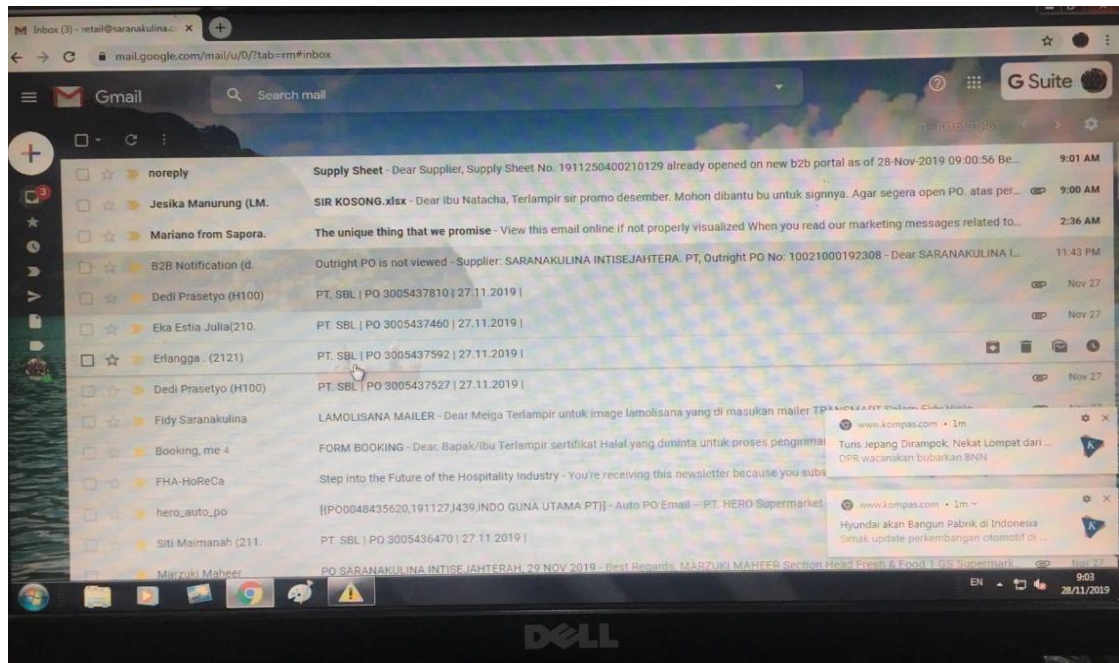 Inbox (3) - retail@saranakulina.c
mail.google.com/mail/u/0/?tab=rm#inbox
Gmail
Search mail
G Suite
3
noreply Supply Sheet - Dear Supplier, Supply Sheet No. 1911250400210129 already opened on new b2b portal as of 28-Nov-2019 09:00:56 Be... 9:01 AM
Jesika Manurung (LM. SIR KOSONG.xlsx - Dear Ibu Natacha, Terlampir sir promo desember. Mohon dibantu bu untuk signnya. Agar segera open PO. atas per... 9:00 AM
Mariano from Sapora. The unique thing that we promise - View this email online if not properly visualized When you read our marketing messages related to... 2:36 AM
B2B Notification (d. Outright PO is not viewed - Supplier: SARANAKULINA INTISEJAHTERA. PT, Outright PO No: 10021000192308 - Dear SARANAKULINA I... 11:43 PM
Dedi Prasetyo (H100) PT. SBL | PO 3005437810 | 27.11.2019 | Nov 27
Eka Estia Julia(210. PT. SBL | PO 3005437460 | 27.11.2019 | Nov 27
Erlangga . (2121) PT. SBL | PO 3005437592 | 27.11.2019 |
Dedi Prasetyo (H100) PT. SBL | PO 3005437527 | 27.11.2019 | Nov 27
Fidy Saranakulina LAMOLISANA MAILER - Dear Meiga Terlampir untuk image lamolisana yang di masukan mailer
www.kompas.com • 1m
Turis Jepang Dirampok, Nekat Lompat dari ...
DPR wacanakan bubarkan BNN
Booking, me 4 FORM BOOKING - Dear, Bapak/Ibu Terlampir sertifikat Halal yang diminta untuk proses
FHA-HoReCa Step into the Future of the Hospitality Industry - You're receiving this newsletter because you subs
www.kompas.com • 1m
Hyundai akan Bangun Pabrik di Indonesia
Simak update perkembangan otomotif di ...
hero_auto_po [(PO0048435620,191127,I439,INDO GUNA UTAMA PT)] - Auto PO Email -- PT. HERO Supermarket
Siti Maimanah (211. PT. SBL | PO 3005436470 | 27.11.2019 |
Marzuki Maheer PO SARANAKULINA INTISEJAHTERAH, 29 NOV 2019 - Best Regards, MARZUKI MAHEER Section Head Fresh & Food 1 GS Supermark... Nov 27
EN 9:03
28/11/2019
DELL